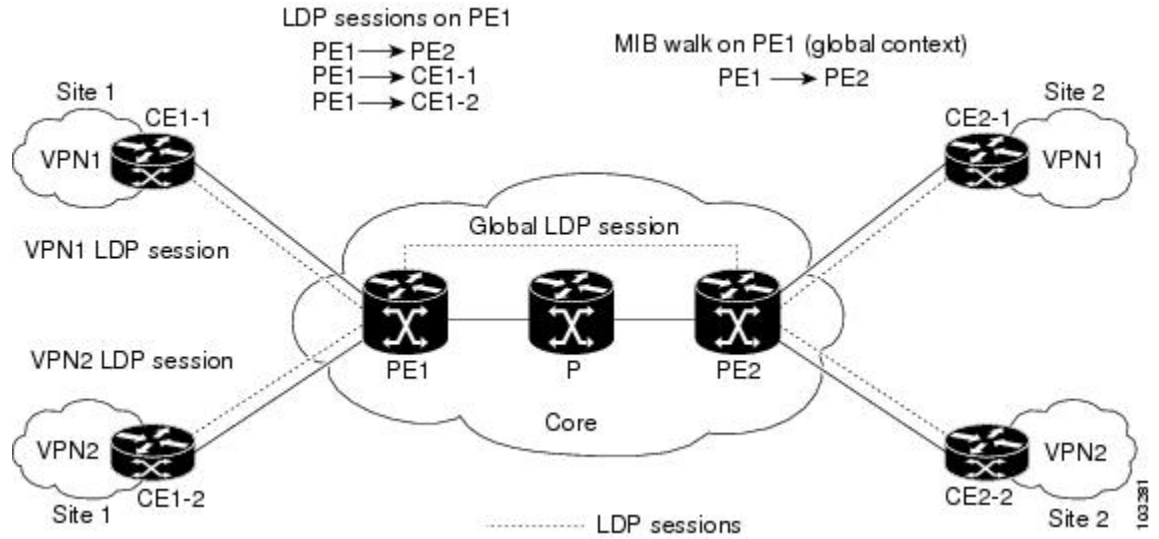 LDP sessions on PE1
PE1 → PE2
PE1 → CE1-1
PE1 → CE1-2
MIB walk on PE1 (global context)
PE1 → PE2
Site 1
CE1-1
VPN1
CE2-1
Site 2
VPN1
VPN1 LDP session
Global LDP session
VPN2 LDP session
PE1
P
PE2
Core
VPN2
CE1-2
Site 1
VPN2
CE2-2
Site 2
LDP sessions
103281